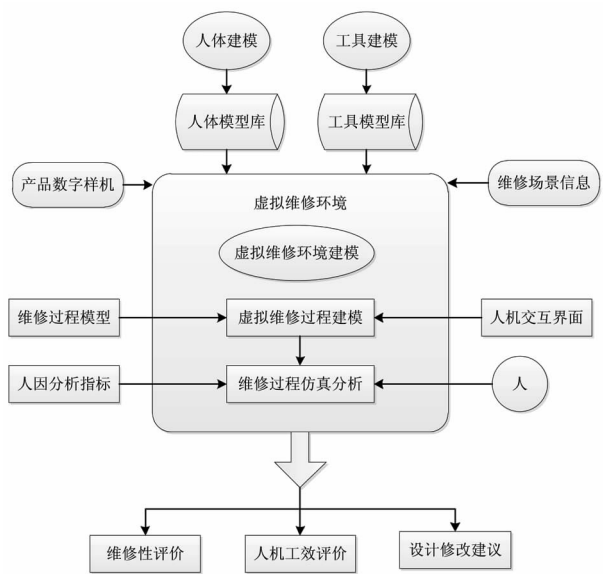 人体建模
工具建模
人体模型库
工具模型库
产品数字样机
维修场景信息
虚拟维修环境
虚拟维修环境建模
维修过程模型
虚拟维修过程建模
人机交互界面
人因分析指标
维修过程仿真分析
人
维修性评价
人机工效评价
设计修改建议